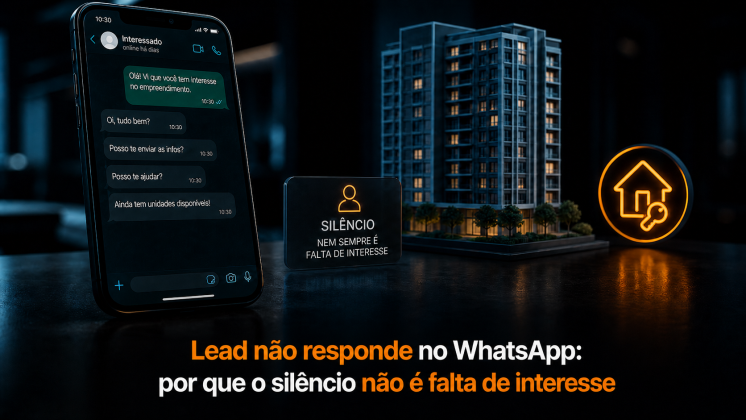 10:30
interessado
online há dias
Olá! Vi que você tem interesse
no empreendimento.
10:30
Oi, tudo bem?
10:30
Posso te enviar as infos?
10:30
Posso te ajudar?
10:30
Ainda tem unidades disponíveis!
10:30
SILÊNCIO
NEM SEMPRE É
FALTA DE INTERESSE
Lead não responde no WhatsApp:
por que o silêncio não é falta de interesse